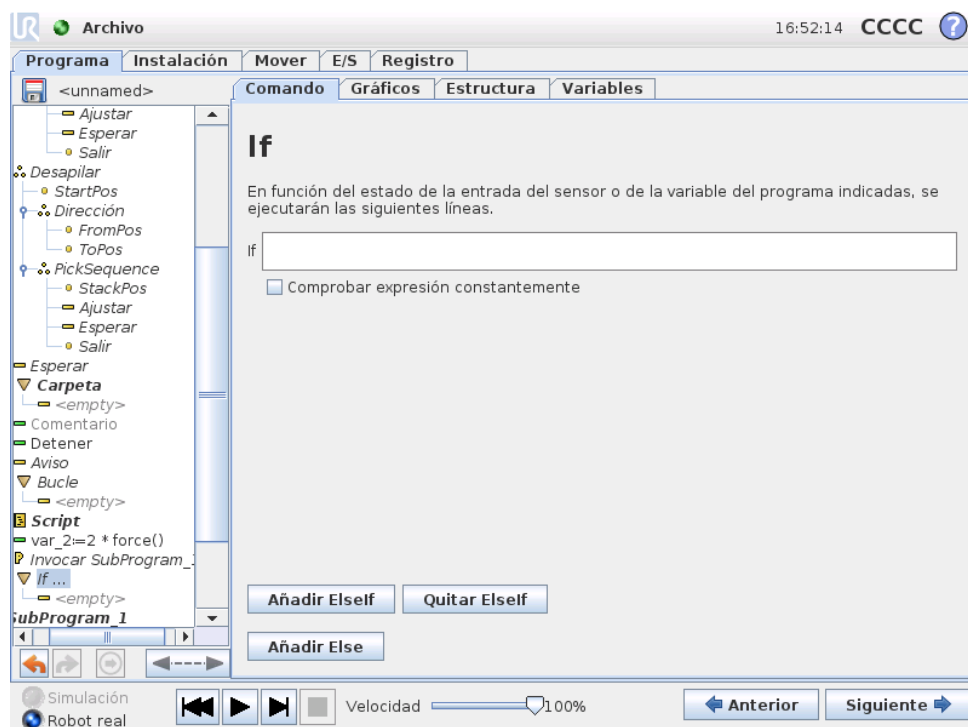 UR Archivo 16:52:14 CCCC ?
Programa Instalación Mover E/S Registro
<unnamed>
Comando Gráficos Estructura Variables
Ajustar
Esperar
Salir
Desapilar
StartPos
Dirección
FromPos
ToPos
PickSequence
StackPos
Ajustar
Esperar
Salir
Esperar
Carpeta
<empty>
Comentario
Detener
Aviso
Bucle
<empty>
Script
var_2:=2 * force()
Invocar SubProgram_1
If ...
<empty>
SubProgram_1
If
En función del estado de la entrada del sensor o de la variable del programa indicadas, se
ejecutarán las siguientes líneas.
If
Comprobar expresión constantemente
Añadir ElseIf Quitar ElseIf
Añadir Else
Simulación
Robot real
Velocidad 100%
Anterior Siguiente